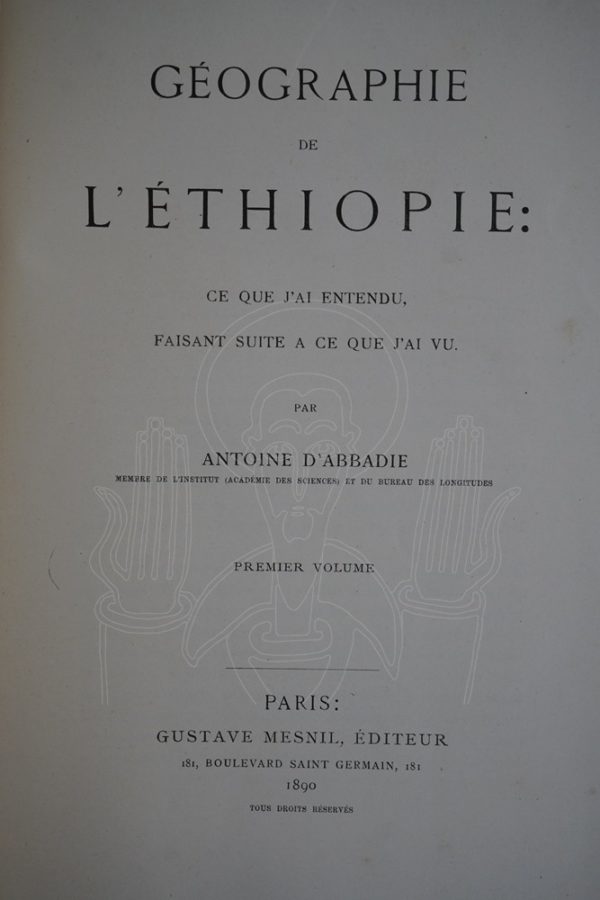 GÉOGRAPHIE
DE
L'ÉTHIOPIE:
CE QUE J'AI ENTENDU,
FAISANT SUITE A CE QUE J'AI VU.
PAR
ANTOINE D'ABBADIE
MEMBRE DE L'INSTITUT (ACADÉMIE DES SCIENCES) ET DU BUREAU DES LONGITUDES
PREMIER VOLUME
PARIS:
GUSTAVE MESNIL, ÉDITEUR
181, BOULEVARD SAINT GERMAIN, 181
1890
TOUS DROITS RÉSERVÉS